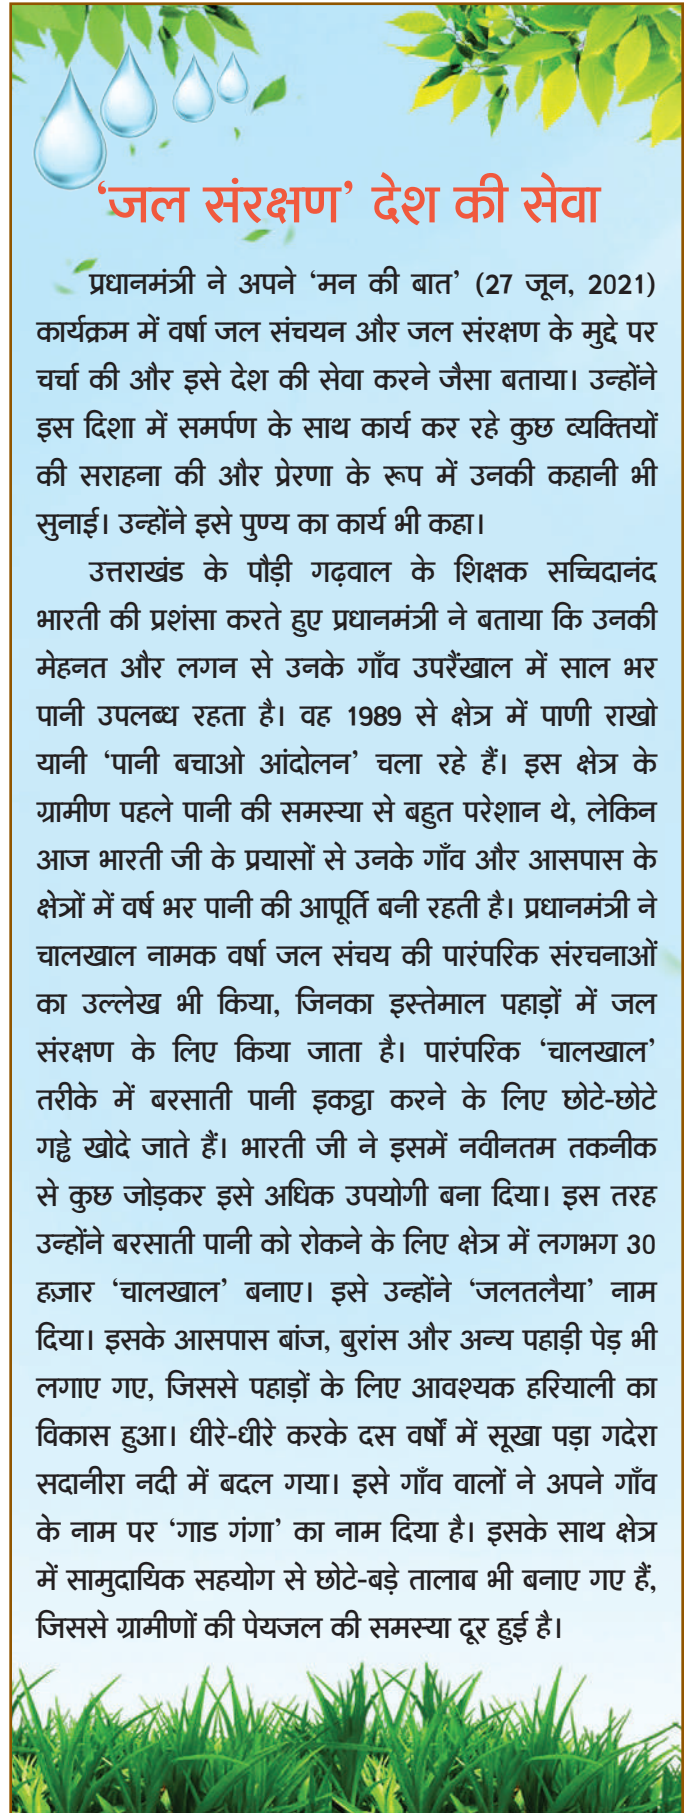 ‘जल संरक्षण’ देश की सेवा
प्रधानमंत्री ने अपने ‘मन की बात’ (27 जून, 2021)
कार्यक्रम में वर्षा जल संचयन और जल संरक्षण के मुद्दे पर
चर्चा की और इसे देश की सेवा करने जैसा बताया। उन्होंने
इस दिशा में समर्पण के साथ कार्य कर रहे कुछ व्यक्तियों
की सराहना की और प्रेरणा के रूप में उनकी कहानी भी
सुनाई। उन्होंने इसे पुण्य का कार्य भी कहा।
उत्तराखंड के पौड़ी गढ़वाल के शिक्षक सच्चिदानंद
भारती की प्रशंसा करते हुए प्रधानमंत्री ने बताया कि उनकी
मेहनत और लगन से उनके गाँव उपरैंखाल में साल भर
पानी उपलब्ध रहता है। वह 1989 से क्षेत्र में पाणी राखो
यानी ‘पानी बचाओ आंदोलन’ चला रहे हैं। इस क्षेत्र के
ग्रामीण पहले पानी की समस्या से बहुत परेशान थे, लेकिन
आज भारती जी के प्रयासों से उनके गाँव और आसपास के
क्षेत्रों में वर्ष भर पानी की आपूर्ति बनी रहती है। प्रधानमंत्री ने
चालखाल नामक वर्षा जल संचय की पारंपरिक संरचनाओं
का उल्लेख भी किया, जिनका इस्तेमाल पहाड़ों में जल
संरक्षण के लिए किया जाता है। पारंपरिक ‘चालखाल’
तरीके में बरसाती पानी इकट्ठा करने के लिए छोटे-छोटे
गड्ढे खोदे जाते हैं। भारती जी ने इसमें नवीनतम तकनीक
से कुछ जोड़कर इसे अधिक उपयोगी बना दिया। इस तरह
उन्होंने बरसाती पानी को रोकने के लिए क्षेत्र में लगभग 30
हज़ार ‘चालखाल’ बनाए। इसे उन्होंने ‘जलतलैया’ नाम
दिया। इसके आसपास बांज, बुरांस और अन्य पहाड़ी पेड़ भी
लगाए गए, जिससे पहाड़ों के लिए आवश्यक हरियाली का
विकास हुआ। धीरे-धीरे करके दस वर्षों में सूखा पड़ा गदेरा
सदानीरा नदी में बदल गया। इसे गाँव वालों ने अपने गाँव
के नाम पर ‘गाड गंगा’ का नाम दिया है। इसके साथ क्षेत्र
में सामुदायिक सहयोग से छोटे-बड़े तालाब भी बनाए गए हैं,
जिससे ग्रामीणों की पेयजल की समस्या दूर हुई है।